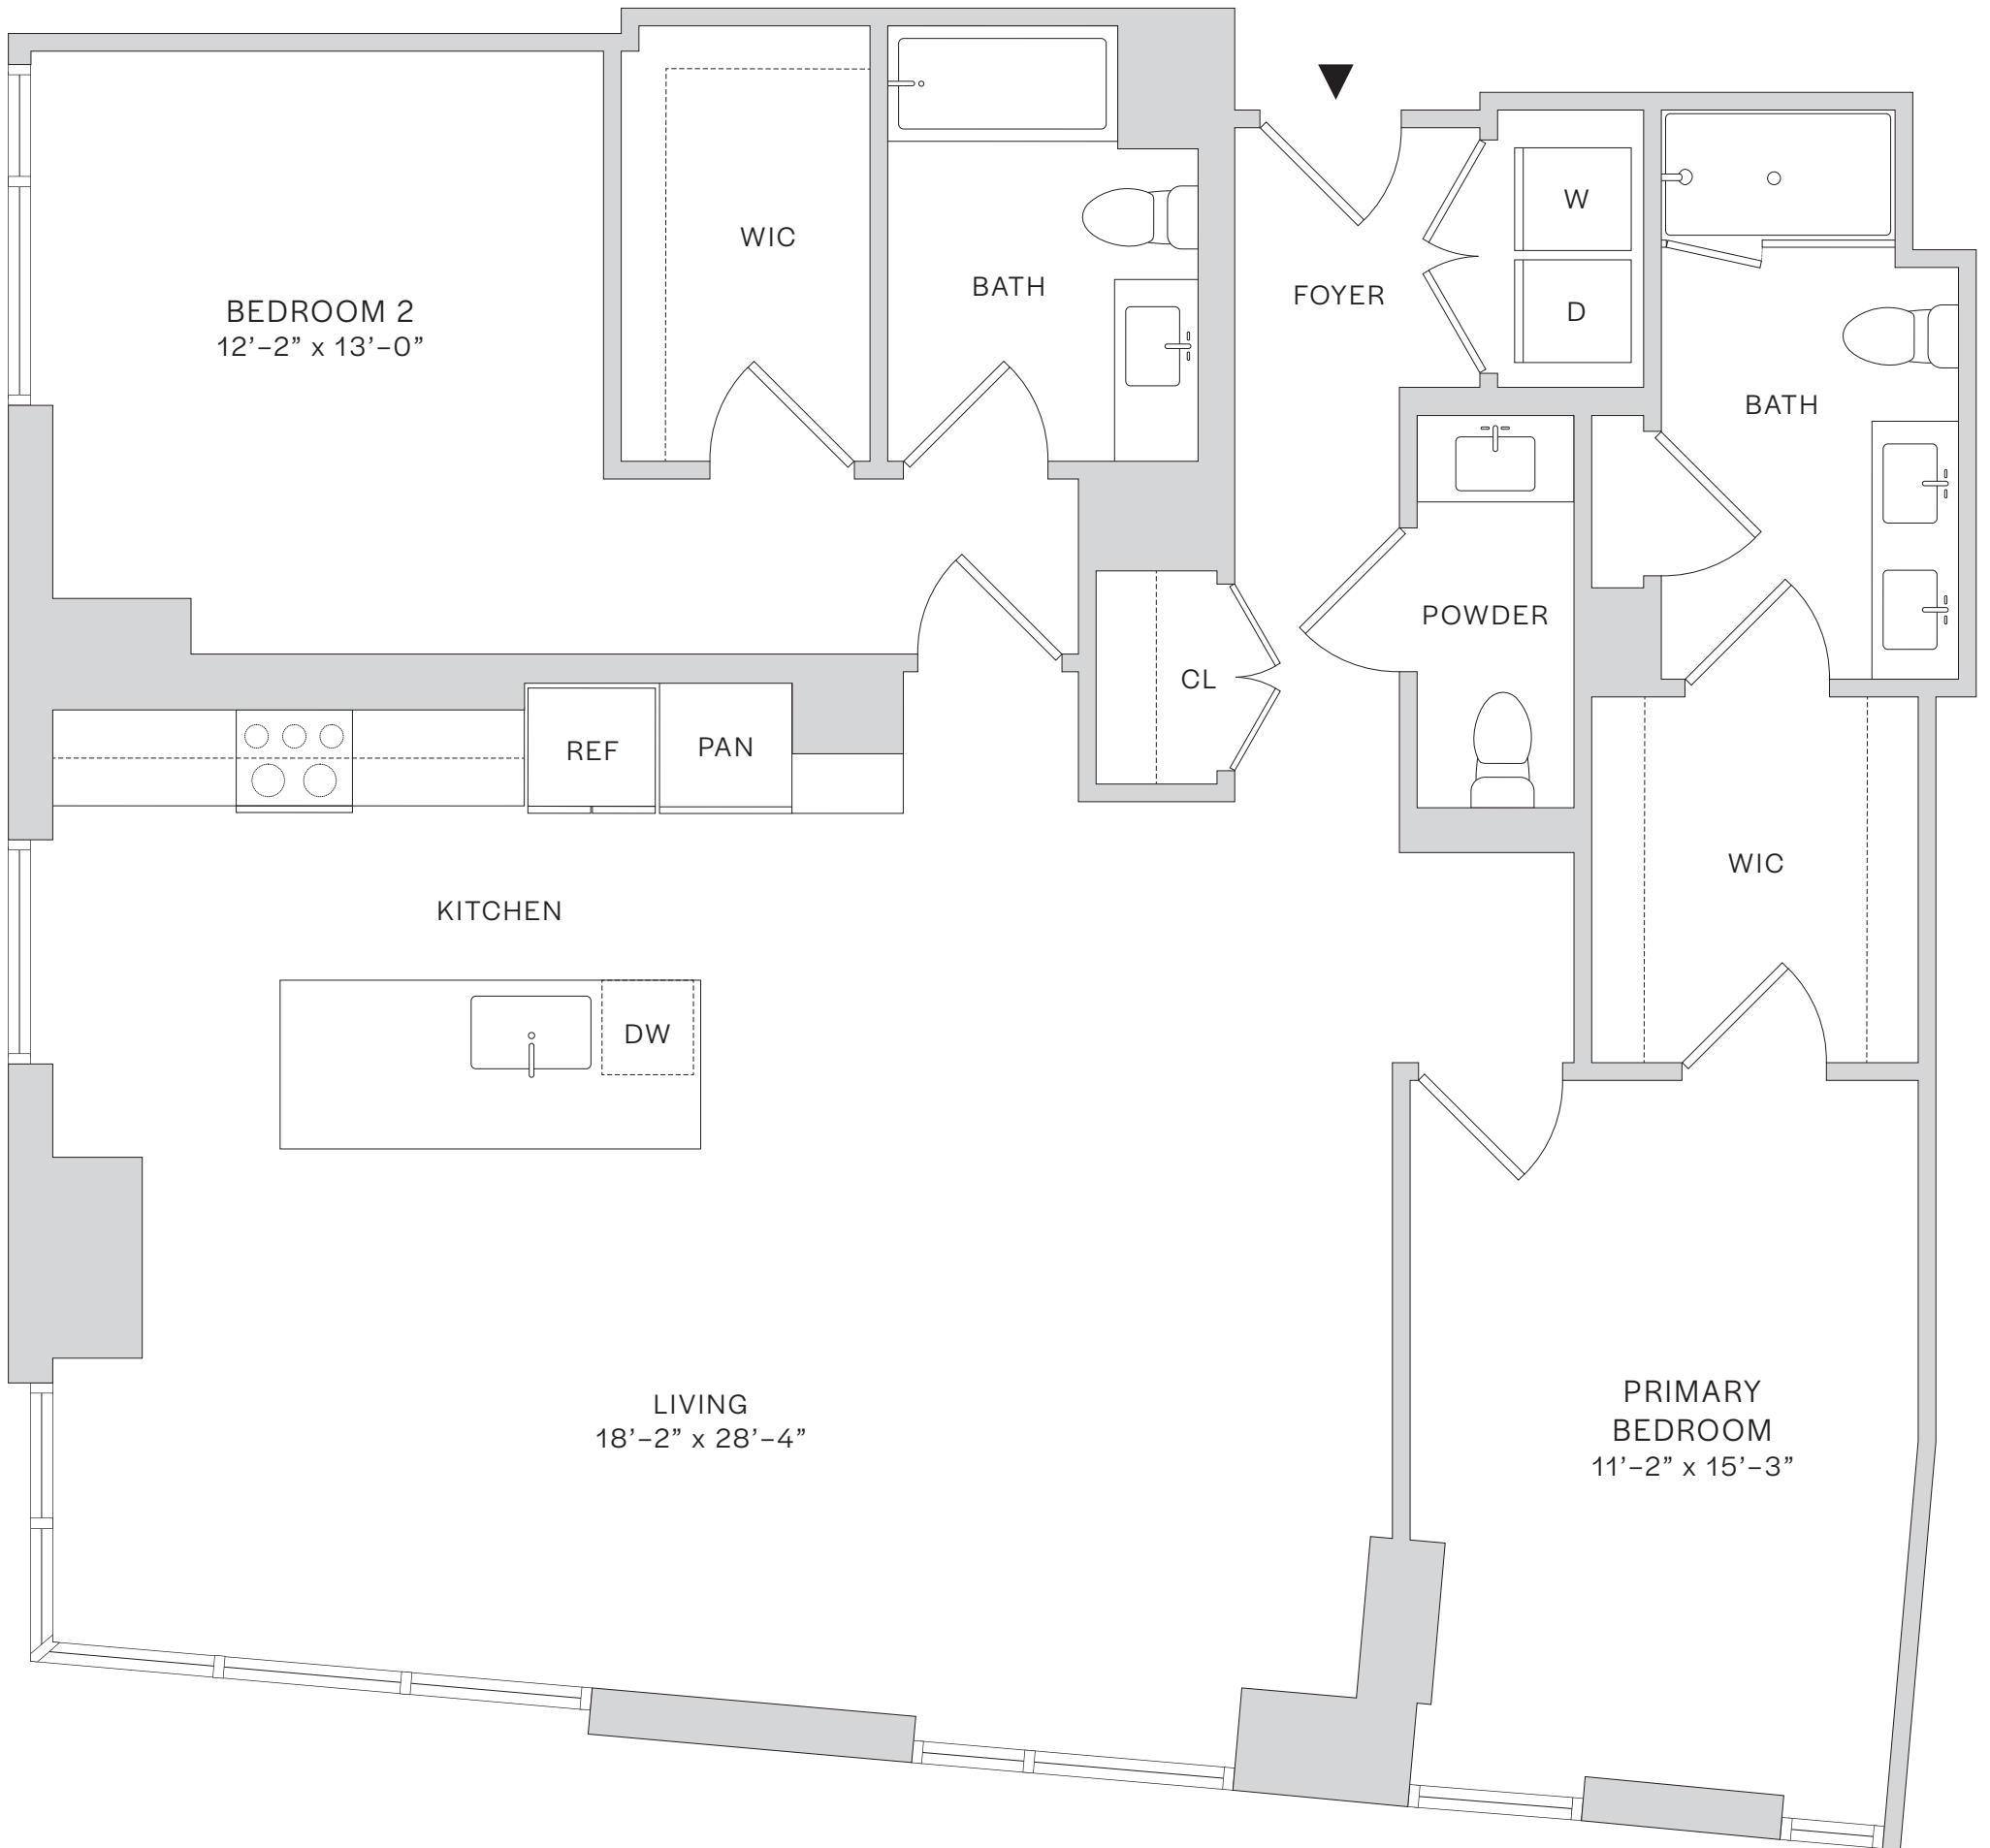 WIC
W
BATH
FOYER
BEDROOM 2
12'–2" x 13'–0"
D
BATH
POWDER
CL
REF
PAN
WIC
KITCHEN
DW
LIVING
18'–2" x 28'–4"
PRIMARY
BEDROOM
11'–2" x 15'–3"